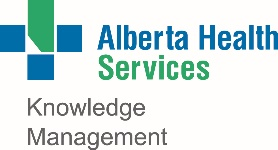 Alberta Health
Services
Knowledge
Management